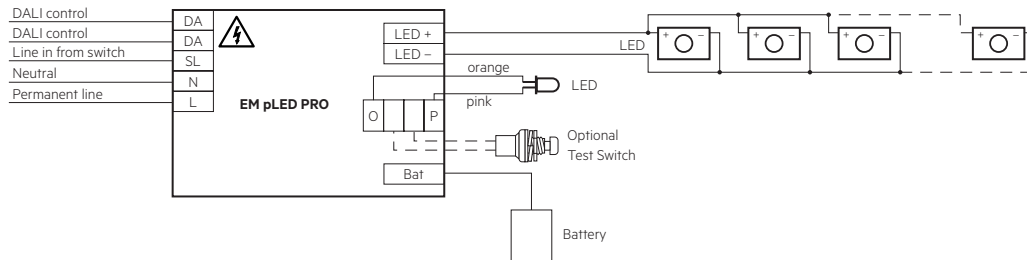 DALI control
DALI control
Line in from switch
Neutral
Permanent line
DA
DA
SL
N
L
EM pLED PRO
LED +
LED –
O
P
Bat
orange
pink
LED
LED
Optional
Test Switch
Battery
+ –
+ –
+ –
+ –